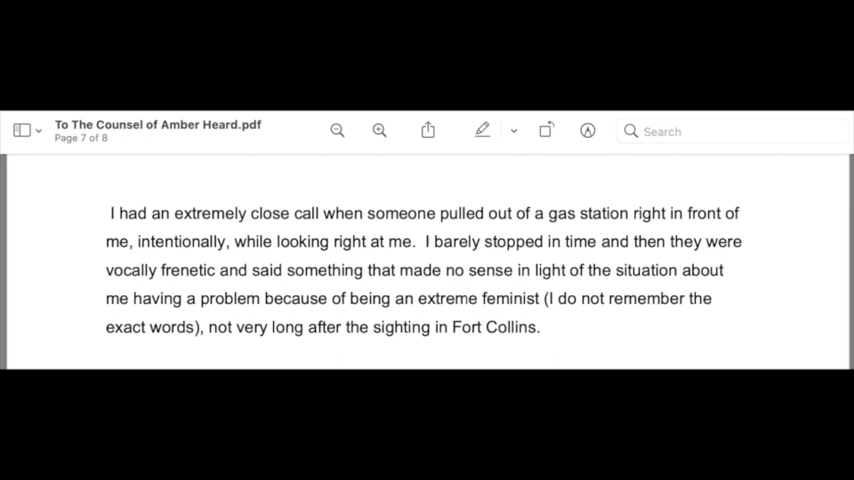 To The Counsel of Amber Heard.pdf
Page 7 of 8
Search
I had an extremely close call when someone pulled out of a gas station right in front of
me, intentionally, while looking right at me.  I barely stopped in time and then they were
vocally frenetic and said something that made no sense in light of the situation about
me having a problem because of being an extreme feminist (I do not remember the
exact words), not very long after the sighting in Fort Collins.